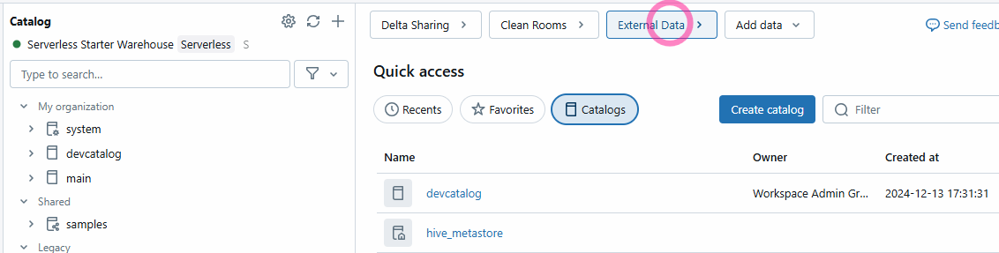 Catalog
Serverless Starter Warehouse Serverless S
Type to search...
My organization
system
devcatalog
main
Shared
samples
Legacy
Delta Sharing
Clean Rooms
External Data
Add data
Send feedb
Quick access
Recents
Favorites
Catalogs
Create catalog
Filter
Name Owner Created at
devcatalog Workspace Admin Gr... 2024-12-13 17:31:31
hive_metastore